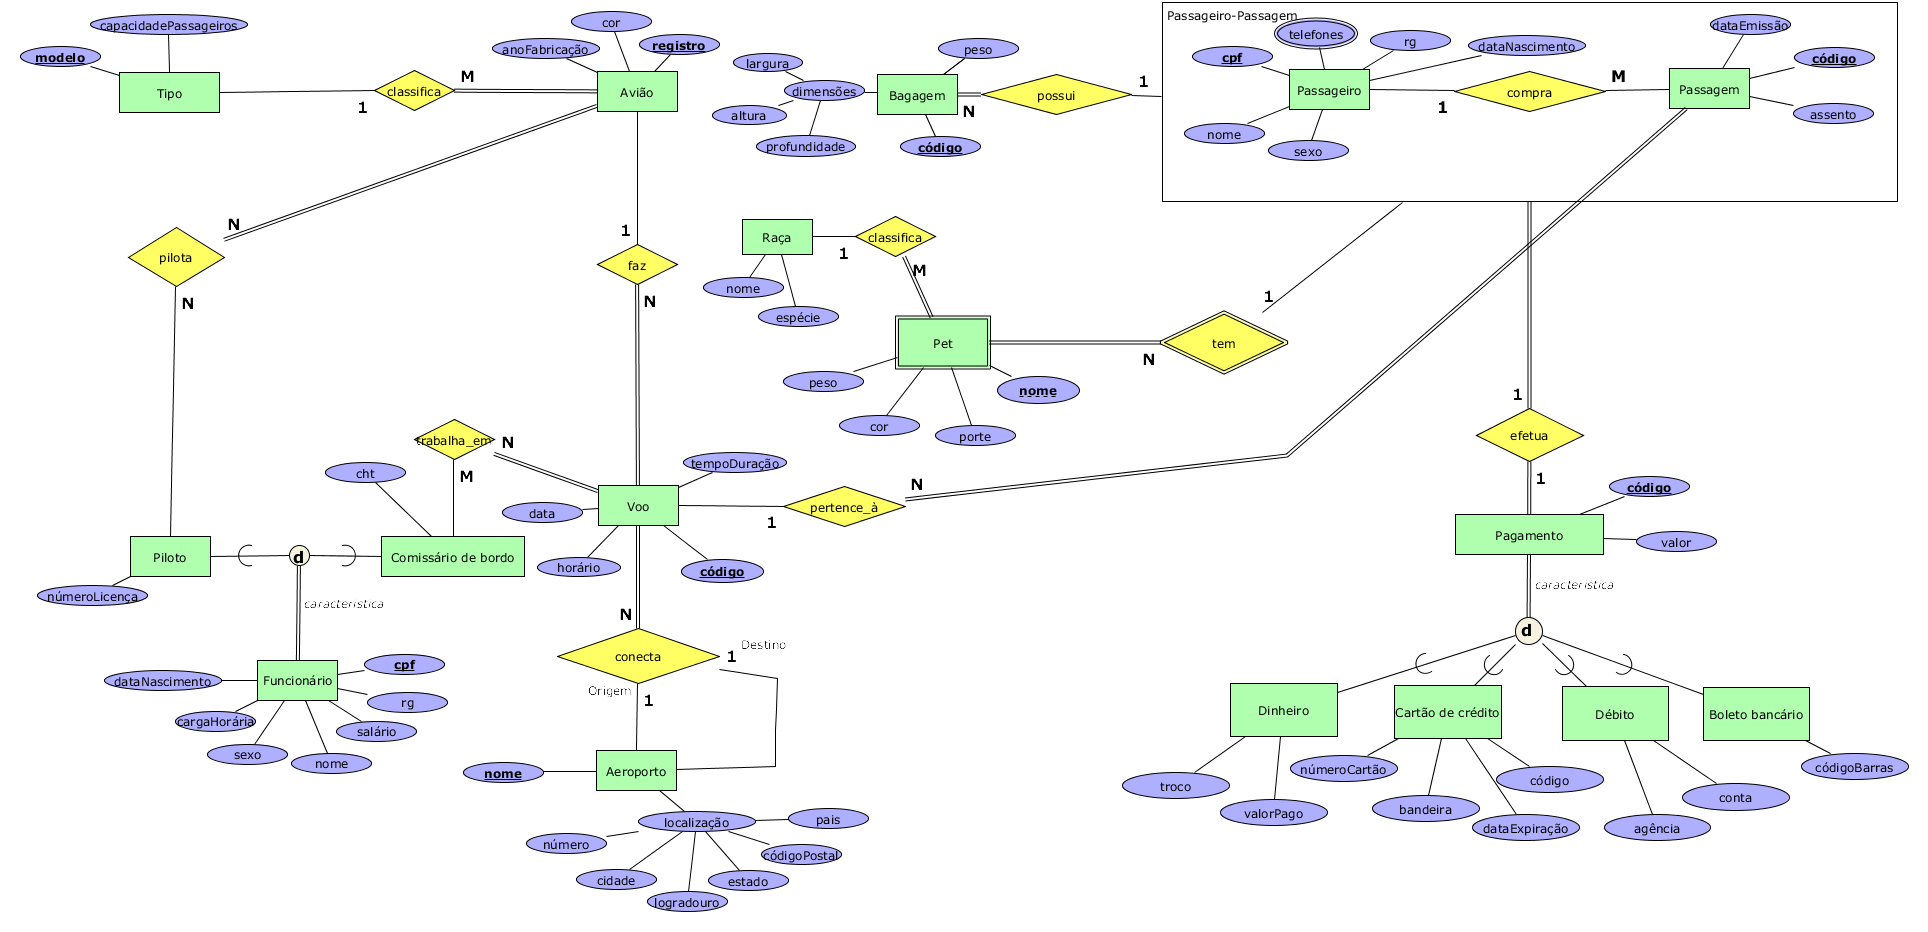 capacidadePassageiros
modelo
Tipo
1
classifica
M
cor
anoFabricação
registro
Avião
largura
dimensões
altura
profundidade
peso
Bagagem
N
código
possui
1
Passageiro-Passagem
telefones
cpf
rg
dataNascimento
Passageiro
nome
sexo
1
compra
M
dataEmissão
código
Passagem
assento
N
pilota
N
1
faz
N
Raça
1
classifica
M
nome
espécie
Pet
N
tem
1
peso
cor
porte
nome
1
efetua
1
trabalha_em
N
M
cht
tempoDuração
data
Voo
horário
código
1
pertence_à
N
código
Pagamento
valor
característica
d
Piloto
d
Comissário de bordo
númeroLicença
característica
Funcionário
cpf
dataNascimento
rg
cargaHorária
salário
sexo
nome
N
conecta
1
Destino
Origem
1
nome
Aeroporto
localização
pais
número
códigoPostal
cidade
estado
logradouro
Dinheiro
Cartão de crédito
Débito
Boleto bancário
troco
valorPago
númeroCartão
bandeira
código
dataExpiração
agência
conta
códigoBarras